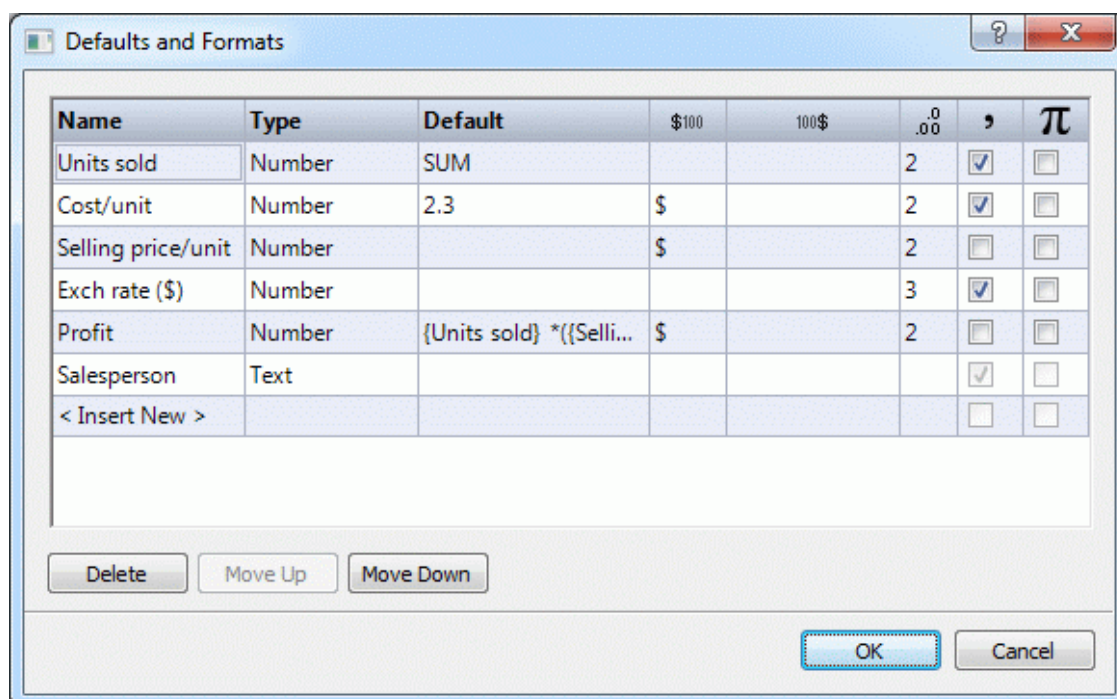 Defaults and Formats
Name Type Default $100 100$ .0 .00 , π
Units sold Number SUM 2
Cost/unit Number 2.3 $ 2
Selling price/unit Number $ 2
Exch rate ($) Number 3
Profit Number {Units sold} *({Selli... $ 2
Salesperson Text
< Insert New >
Delete Move Up Move Down
OK Cancel